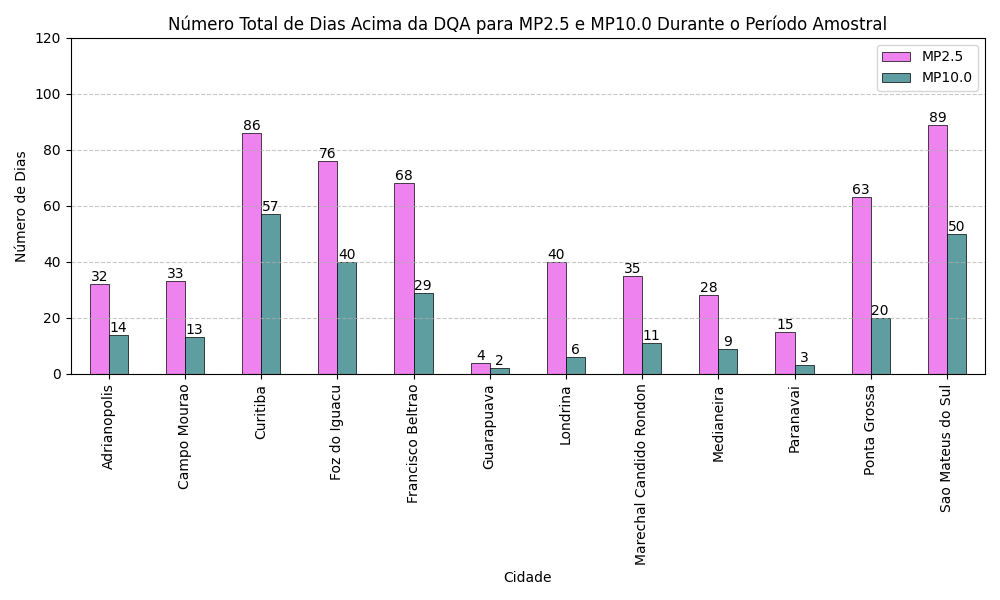 Número Total de Dias Acima da DQA para MP2.5 e MP10.0 Durante o Período Amostral
MP2.5
MP10.0
Número de Dias
120
100
80
60
40
20
0
32
14
33
13
86
57
76
40
68
29
4
2
40
6
35
11
28
9
15
3
63
20
89
50
Adrianopolis
Campo Mourao
Curitiba
Foz do Iguacu
Francisco Beltrao
Guarapuava
Londrina
Marechal Candido Rondon
Medianeira
Paranavai
Ponta Grossa
Sao Mateus do Sul
Cidade